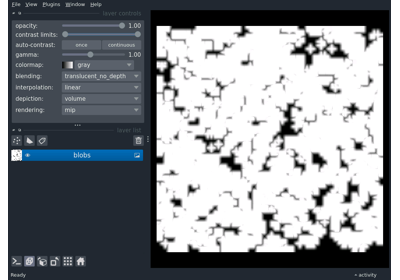 File View Plugins Window Help
layer controls
opacity: 1.00
contrast limits:
auto-contrast: once continuous
gamma: 1.00
colormap: gray
blending: translucent_no_depth
interpolation: linear
depiction: volume
rendering: mip
layer list
blobs
Ready
activity